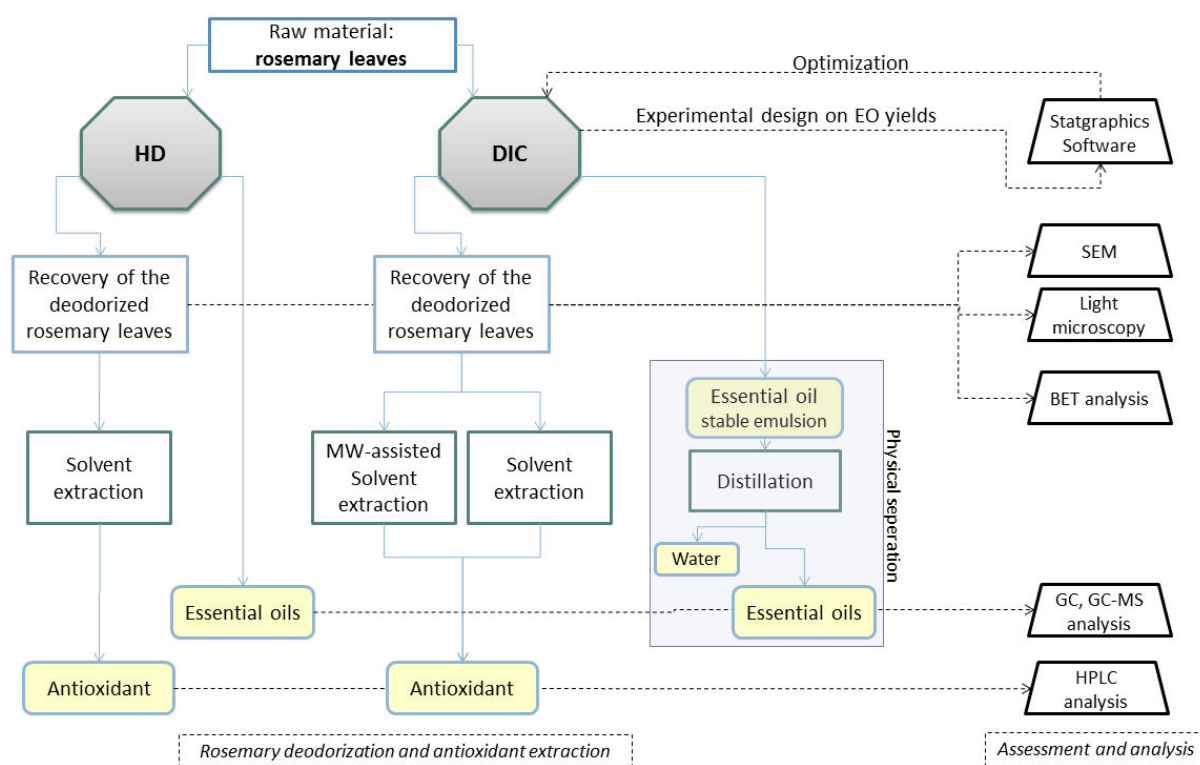 Raw material:
rosemary leaves
Optimization
Experimental design on EO yields
Statgraphics
Software
HD
DIC
Recovery of the
deodorized
rosemary leaves
Recovery of the
deodorized
rosemary leaves
SEM
Light
microscopy
BET analysis
Solvent
extraction
MW-assisted
Solvent
extraction
Solvent
extraction
Essential oil
stable emulsion
Distillation
Water
Essential oils
Physical seperation
Essential oils
GC, GC-MS
analysis
Antioxidant
Antioxidant
HPLC
analysis
Rosemary deodorization and antioxidant extraction
Assessment and analysis